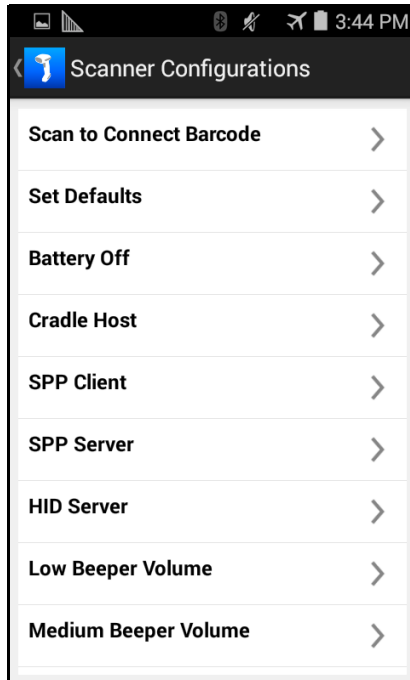 3:44 PM
Scanner Configurations
Scan to Connect Barcode
Set Defaults
Battery Off
Cradle Host
SPP Client
SPP Server
HID Server
Low Beeper Volume
Medium Beeper Volume